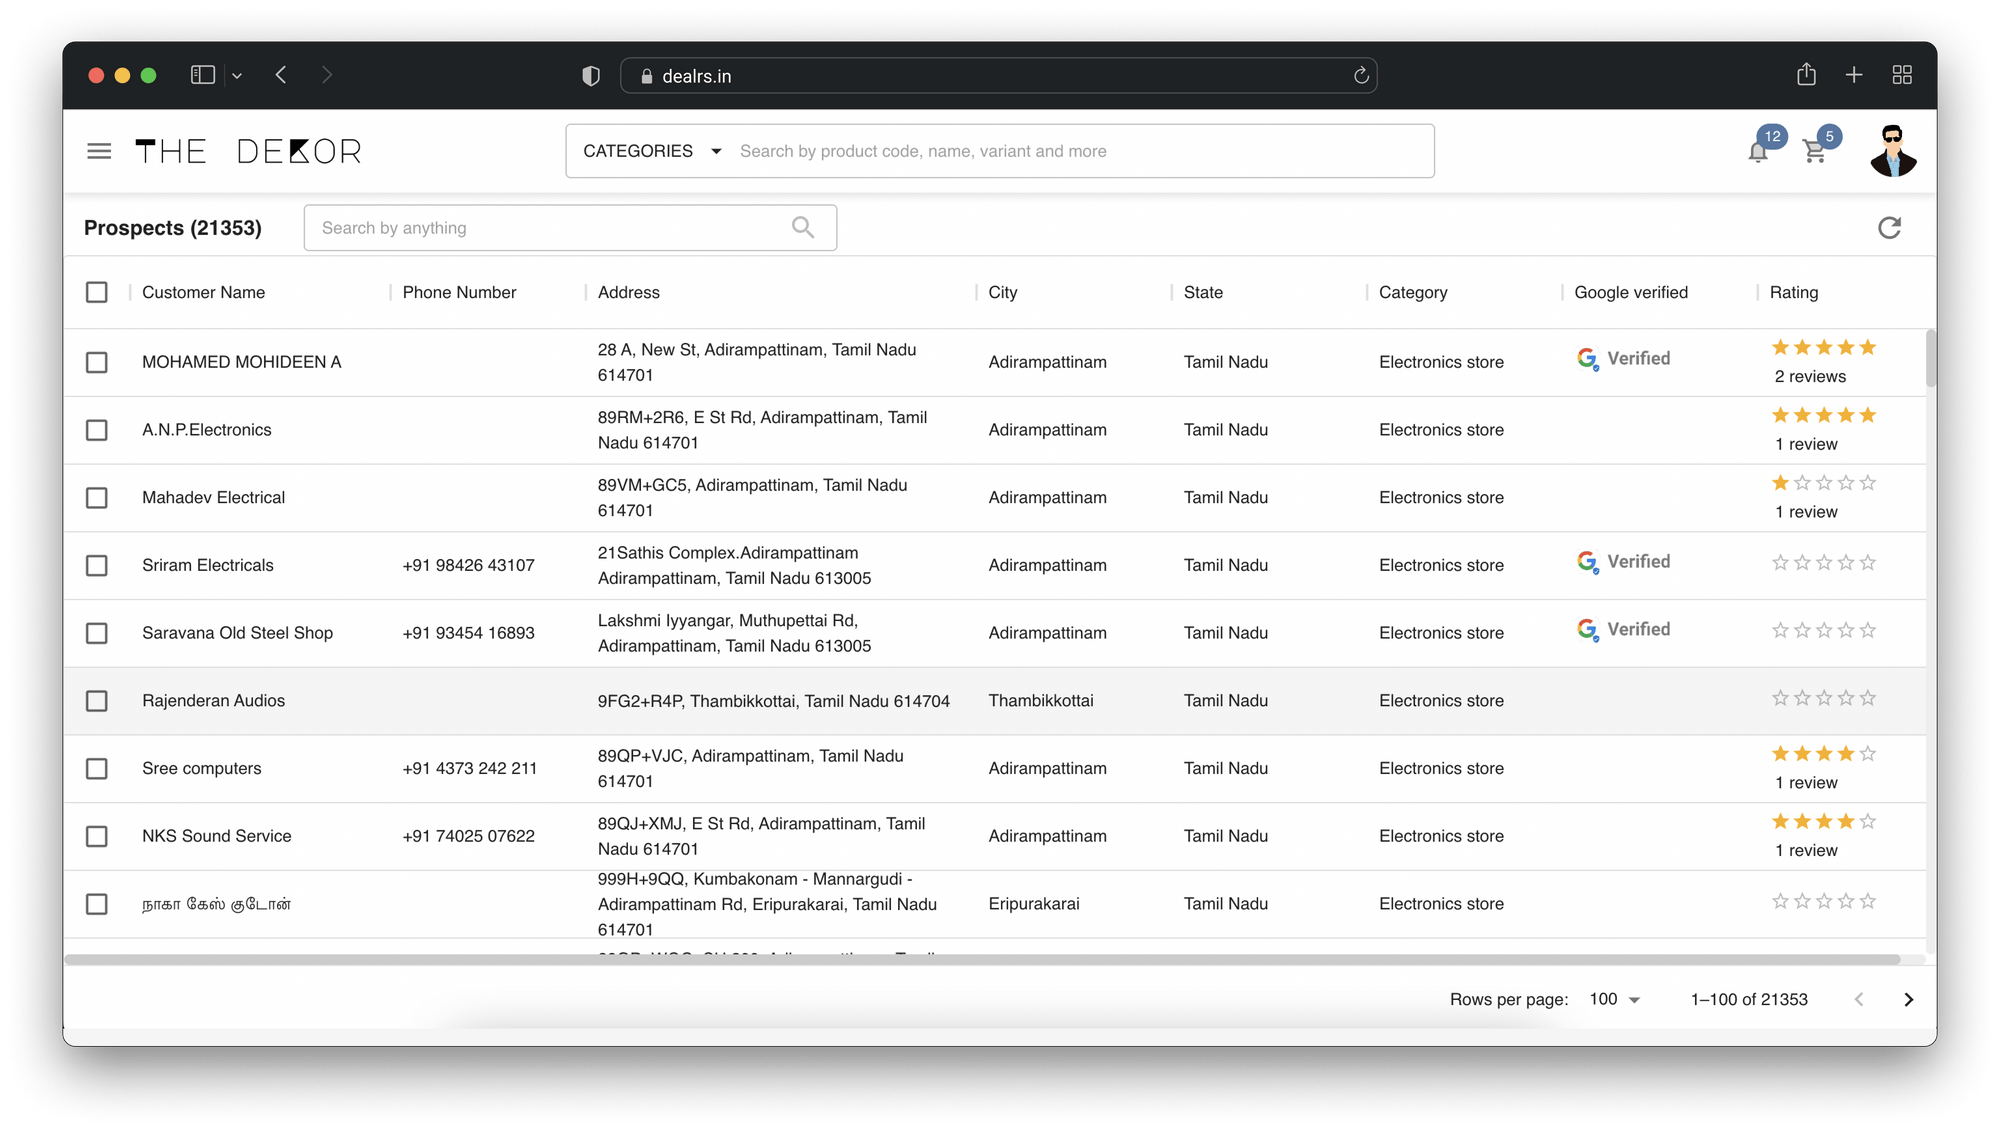 dealrs.in
THE DEKOR
CATEGORIES Search by product code, name, variant and more
12
5
Prospects (21353) Search by anything
Customer Name Phone Number Address City State Category Google verified Rating
MOHAMED MOHIDEEN A 28 A, New St, Adirampattinam, Tamil Nadu
614701 Adirampattinam Tamil Nadu Electronics store Verified 2 reviews
A.N.P.Electronics 89RM+2R6, E St Rd, Adirampattinam, Tamil
Nadu 614701 Adirampattinam Tamil Nadu Electronics store 1 review
Mahadev Electrical 89VM+GC5, Adirampattinam, Tamil Nadu
614701 Adirampattinam Tamil Nadu Electronics store 1 review
Sriram Electricals +91 98426 43107 21Sathis Complex.Adirampattinam
Adirampattinam, Tamil Nadu 613005 Adirampattinam Tamil Nadu Electronics store Verified
Saravana Old Steel Shop +91 93454 16893 Lakshmi Iyyangar, Muthupettai Rd,
Adirampattinam, Tamil Nadu 613005 Adirampattinam Tamil Nadu Electronics store Verified
Rajenderan Audios 9FG2+R4P, Thambikkottai, Tamil Nadu 614704 Thambikkottai Tamil Nadu Electronics store
Sree computers +91 4373 242 211 89QP+VJC, Adirampattinam, Tamil Nadu
614701 Adirampattinam Tamil Nadu Electronics store 1 review
NKS Sound Service +91 74025 07622 89QJ+XMJ, E St Rd, Adirampattinam, Tamil
Nadu 614701 Adirampattinam Tamil Nadu Electronics store 1 review
நாகா கேஸ் குடோன் 999H+9QQ, Kumbakonam - Mannargudi -
Adirampattinam Rd, Eripurakarai, Tamil Nadu
614701 Eripurakarai Tamil Nadu Electronics store
Rows per page: 100 1–100 of 21353